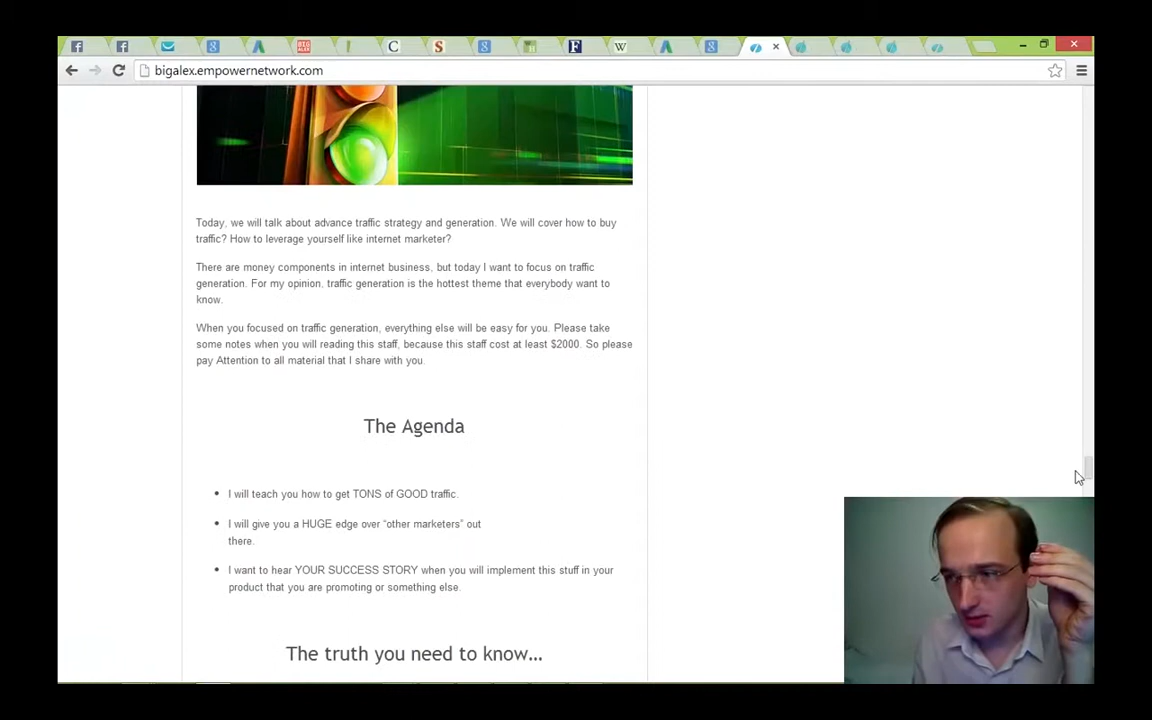 bigalex.empowernetwork.com
Today, we will talk about advance traffic strategy and generation. We will cover how to buy
traffic? How to leverage yourself like internet marketer?
There are money components in internet business, but today I want to focus on traffic
generation. For my opinion, traffic generation is the hottest theme that everybody want to
know.
When you focused on traffic generation, everything else will be easy for you. Please take
some notes when you will reading this staff, because this staff cost at least $2000. So please
pay Attention to all material that I share with you.
The Agenda
I will teach you how to get TONS of GOOD traffic.
I will give you a HUGE edge over “other marketers” out
there.
I want to hear YOUR SUCCESS STORY when you will implement this stuff in your
product that you are promoting or something else.
The truth you need to know...